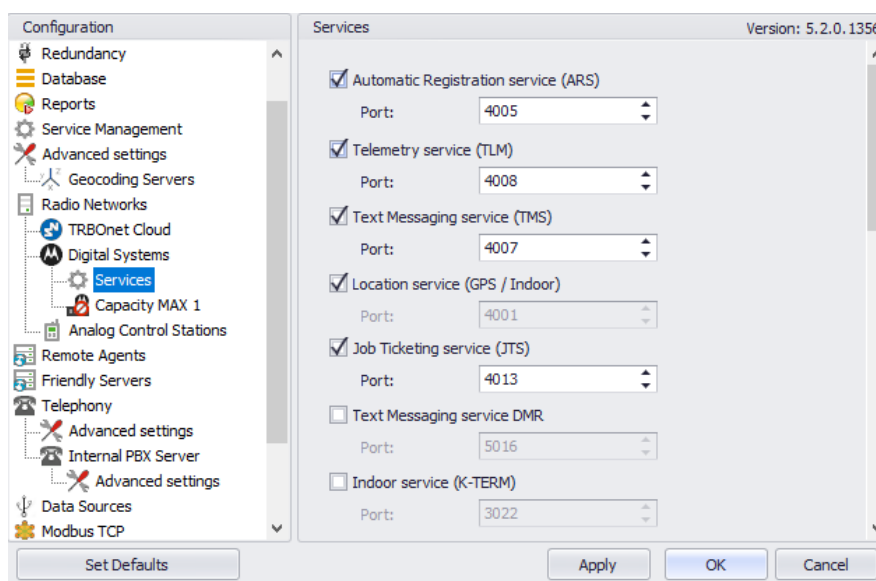 Configuration
Redundancy
Database
Reports
Service Management
Advanced settings
Geocoding Servers
Radio Networks
TRBOnet Cloud
Digital Systems
Services
Capacity MAX 1
Analog Control Stations
Remote Agents
Friendly Servers
Telephony
Advanced settings
Internal PBX Server
Advanced settings
Data Sources
Modbus TCP
Set Defaults
Services
Version: 5.2.0.1356
Automatic Registration service (ARS)
Port: 4005
Telemetry service (TLM)
Port: 4008
Text Messaging service (TMS)
Port: 4007
Location service (GPS / Indoor)
Port: 4001
Job Ticketing service (JTS)
Port: 4013
Text Messaging service DMR
Port: 5016
Indoor service (K-TERM)
Port: 3022
Apply
OK
Cancel